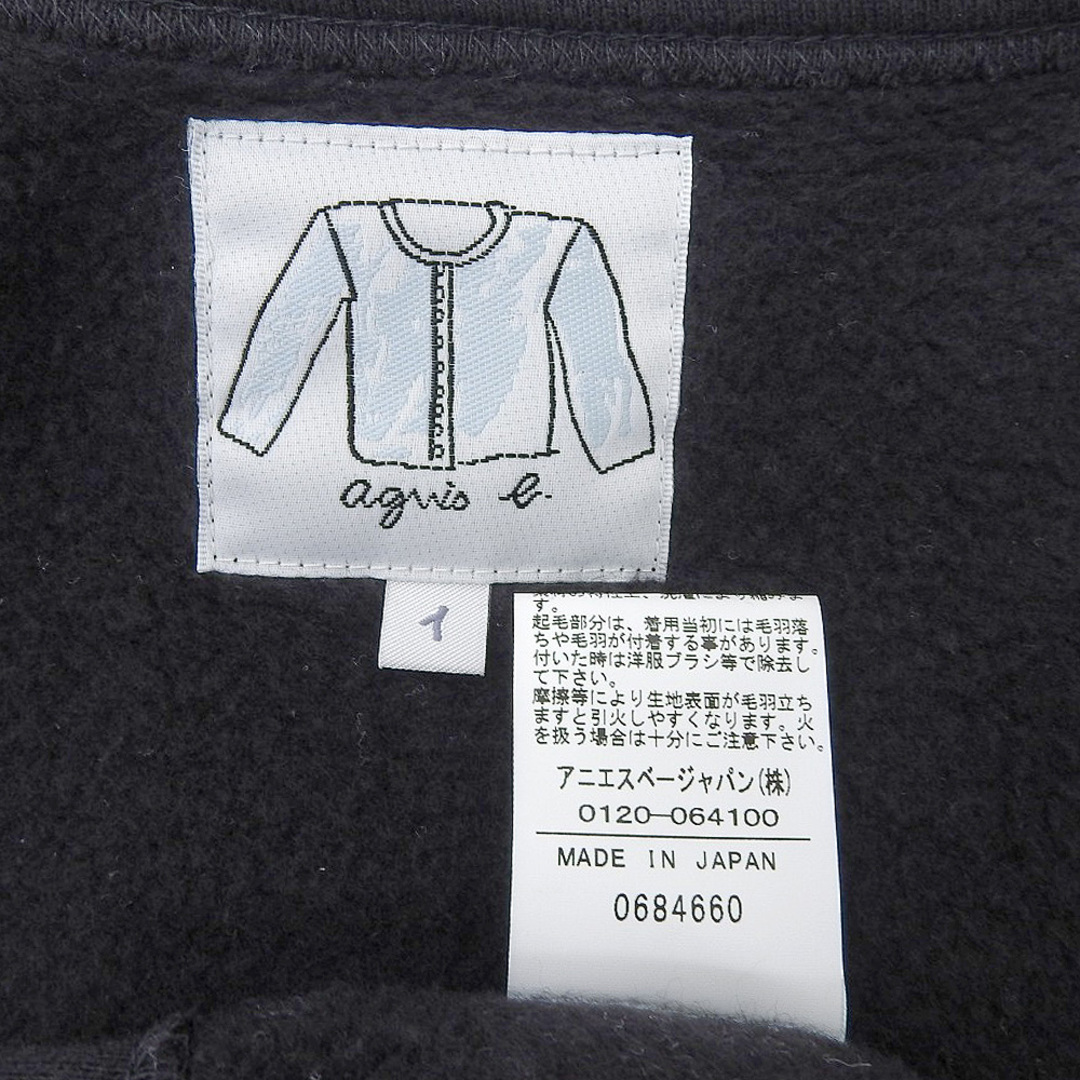 agnis b.
1
す。
起毛部分は、着用当初には毛羽落
ちや毛羽が付着する事があります。
付いた時は洋服ブラシ等で除去し
て下さい。
摩擦等により生地表面が毛羽立ち
ますと引火しやすくなります。火
を扱う場合は十分にご注意下さい。
アニエスベージャパン(株)
0120-064100
MADE IN JAPAN
0684660